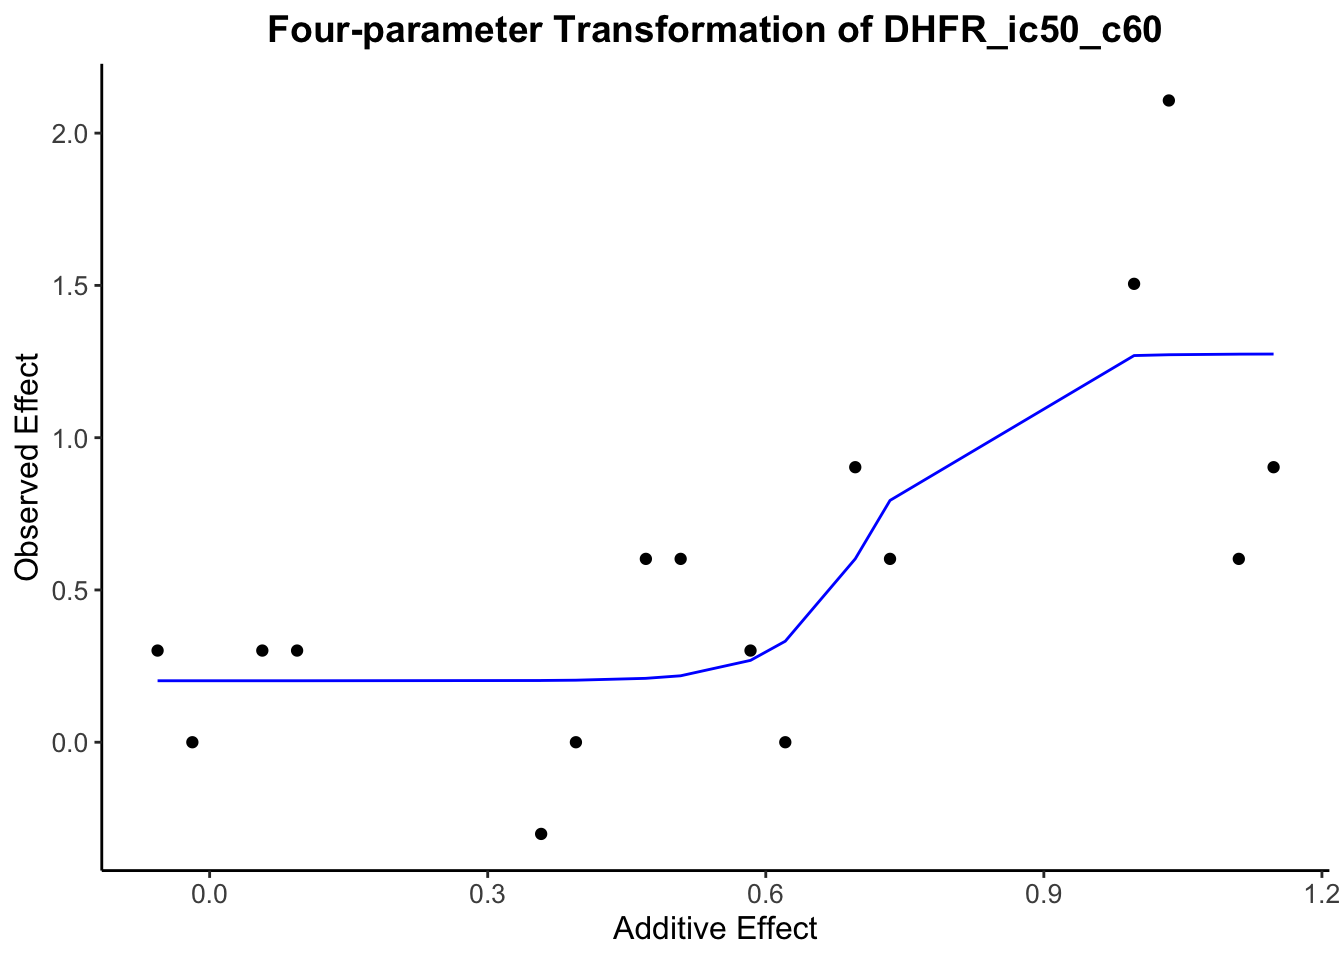 Four-parameter Transformation of DHFR_ic50_c60
2.0
1.5
1.0
0.5
0.0
Observed Effect
0.0 0.3 0.6 0.9 1.2
Additive Effect